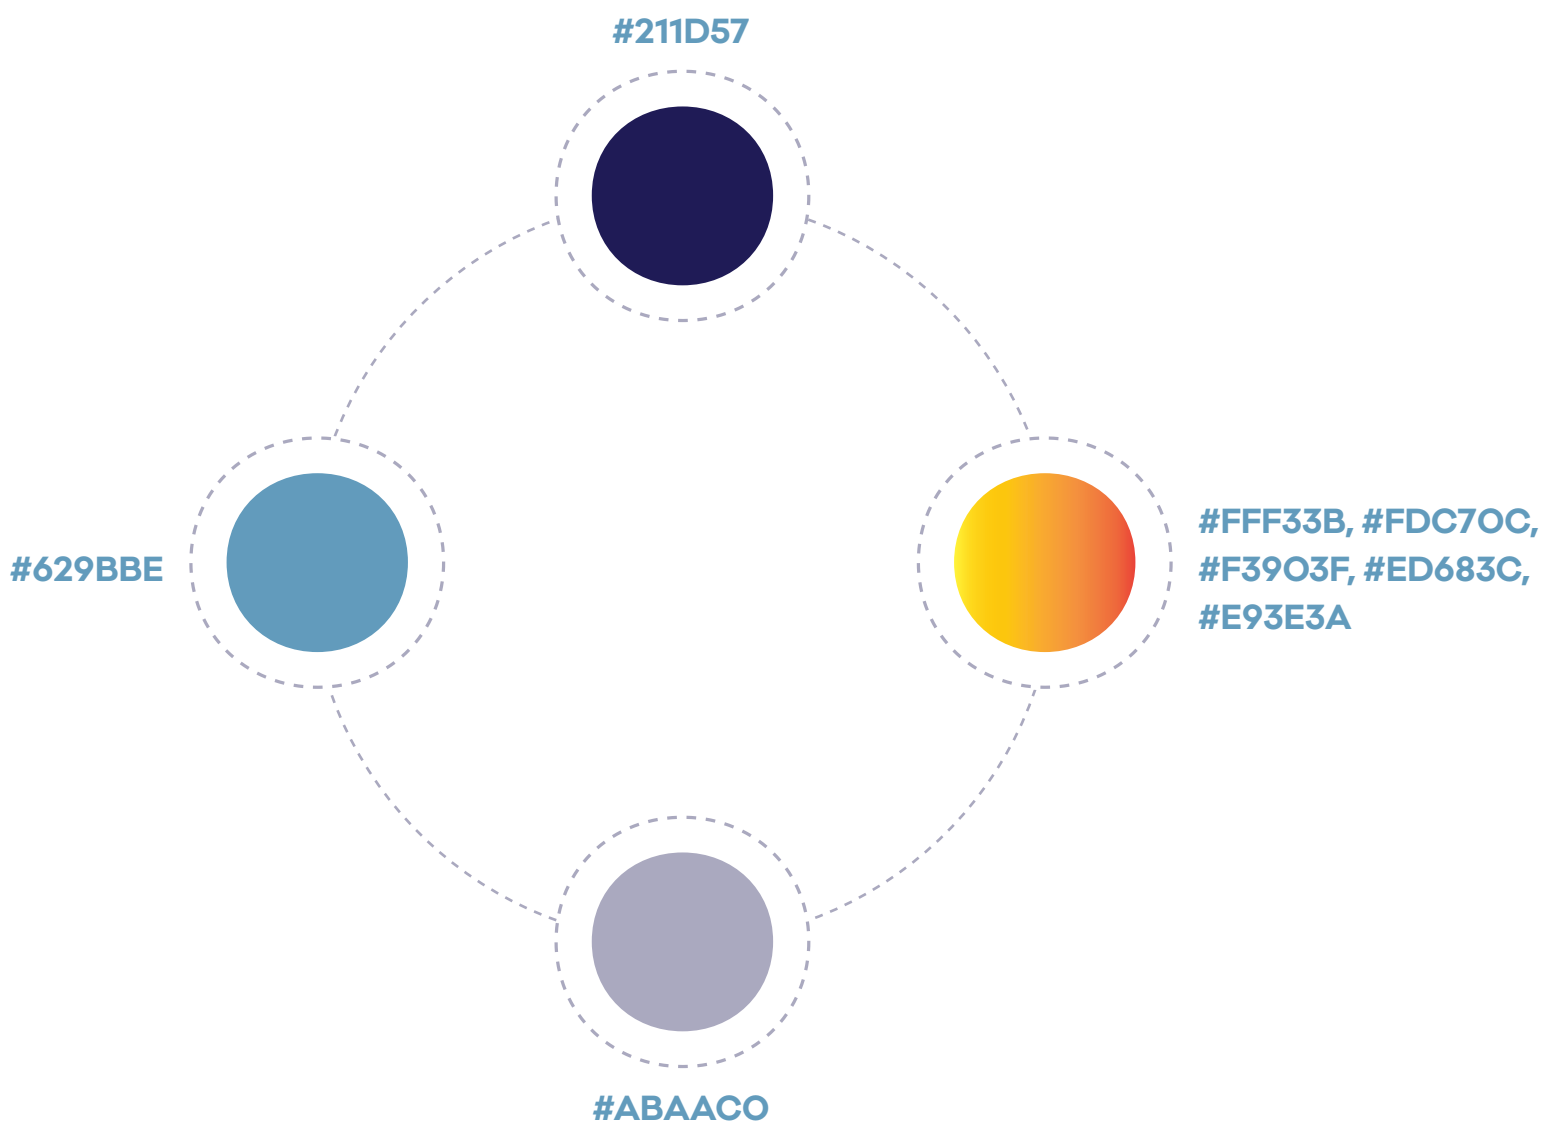 #211D57
#FFF33B, #FDC70C,
#629BBE
#F3903F, #ED683C,
#E93E3A
#ABAAC0